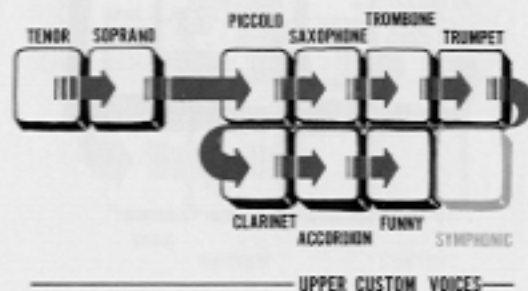 PICCOLO TROMBONE
TENOR SOPRANO SAXOPHONE TRUMPET
CLARINET FUNNY
ACCORDION SYMPHONIC
UPPER CUSTOM VOICES